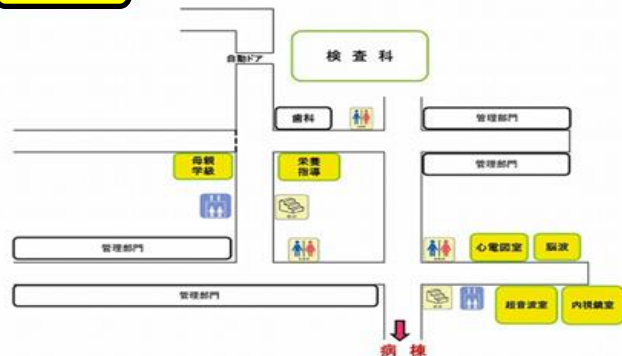 検査科
自動ドア
歯科
管理部門
母親
学級
栄養
指導
管理部門
管理部門
心電図室
脳波
管理部門
超音波室
内視鏡室
病棟